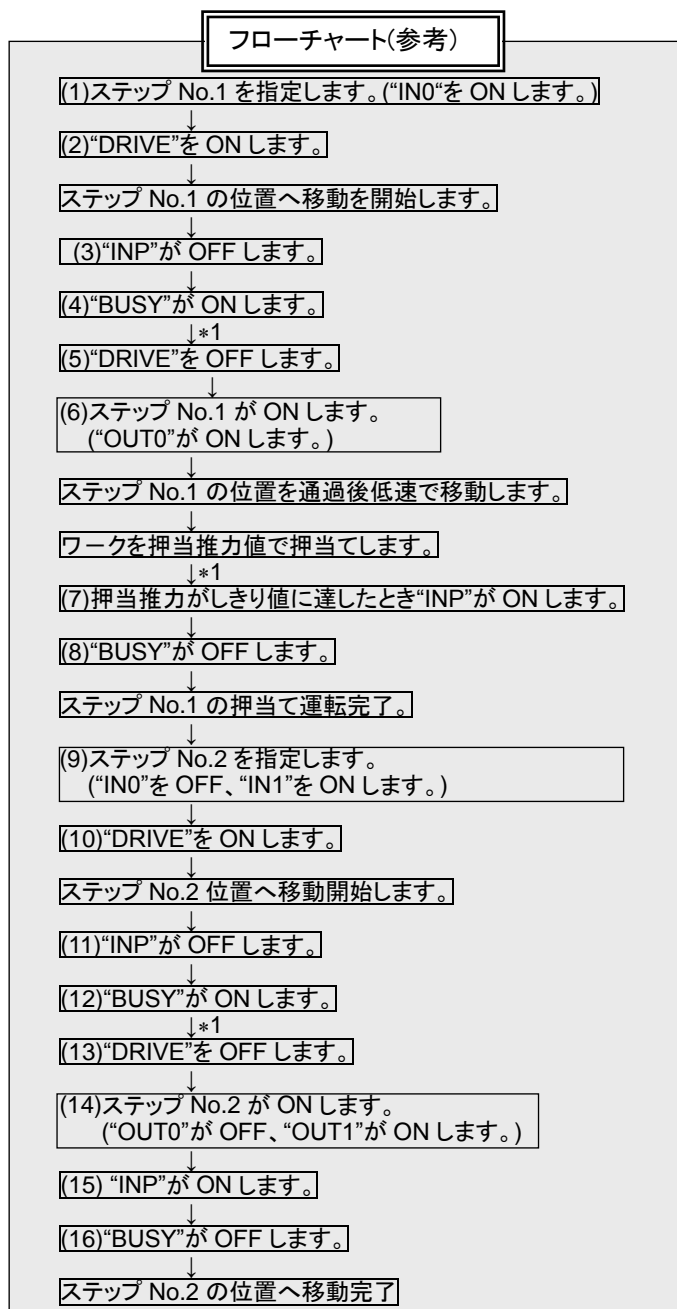 フローチャート(参考)
(1)ステップ No.1 を指定します。(“IN0“を ON します。)
↓
(2)“DRIVE”を ON します。
↓
ステップ No.1 の位置へ移動を開始します。
↓
(3)“INP”が OFF します。
↓
(4)“BUSY”が ON します。
↓*1
(5)“DRIVE”を OFF します。
↓
(6)ステップ No.1 が ON します。
(“OUT0”が ON します。)
↓
ステップ No.1 の位置を通過後低速で移動します。
↓
ワークを押当推力値で押当てします。
↓*1
(7)押当推力がしきり値に達したとき“INP”が ON します。
↓
(8)“BUSY”が OFF します。
↓
ステップ No.1 の押当て運転完了。
↓
(9)ステップ No.2 を指定します。
(“IN0”を OFF、“IN1”を ON します。)
↓
(10)“DRIVE”を ON します。
↓
ステップ No.2 位置へ移動開始します。
↓
(11)“INP”が OFF します。
↓
(12)“BUSY”が ON します。
↓*1
(13)“DRIVE”を OFF します。
↓
(14)ステップ No.2 が ON します。
(“OUT0”が OFF、“OUT1”が ON します。)
↓
(15) “INP”が ON します。
↓
(16)“BUSY”が OFF します。
↓
ステップ No.2 の位置へ移動完了